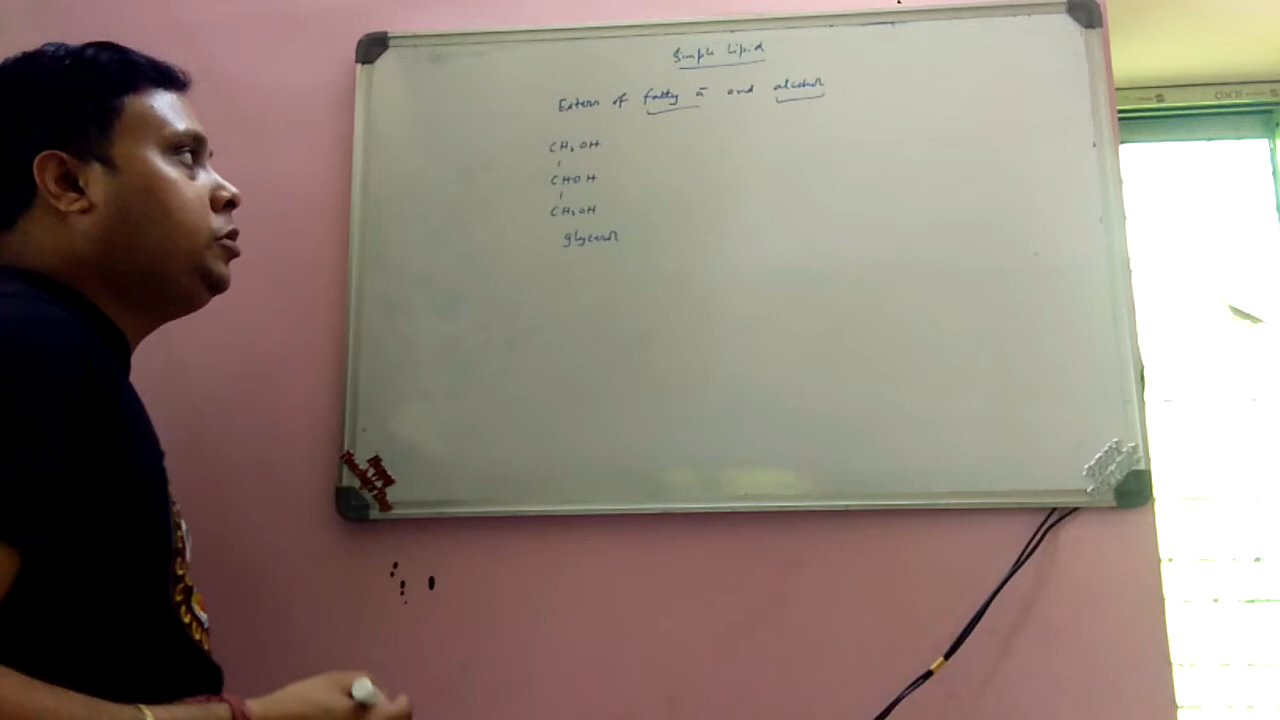 Simple Lipid
Esters of fatty ā and alcohol
CH₂OH
CHOH
CH₂OH
glycerol